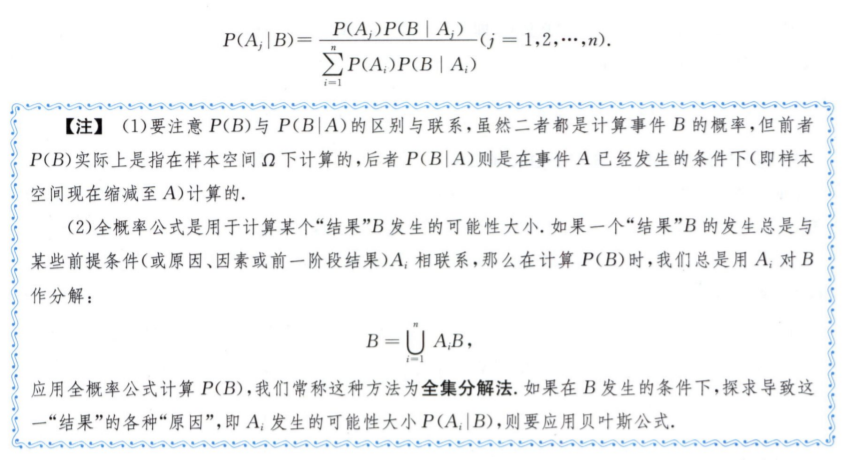 P(A_j|B)= P(A_j)P(B|A_j) / ∑_{i=1}^{n} P(A_i)P(B|A_i) (j=1,2,⋯,n).
【注】 (1)要注意 P(B)与 P(B|A)的区别与联系,虽然二者都是计算事件 B 的概率,但前者
P(B)实际上是指在样本空间 Ω 下计算的,后者 P(B|A)则是在事件 A 已经发生的条件下(即样本
空间现在缩减至 A)计算的.
(2)全概率公式是用于计算某个“结果”B 发生的可能性大小.如果一个“结果”B 的发生总是与
某些前提条件(或原因、因素或前一阶段结果)A_i 相联系,那么在计算 P(B)时,我们总是用 A_i 对 B
作分解:
B=⋃_{i=1}^{n} A_iB,
应用全概率公式计算 P(B),我们常称这种方法为全集分解法.如果在 B 发生的条件下,探求导致这
一“结果”的各种“原因”,即 A_i 发生的可能性大小 P(A_i|B),则要应用贝叶斯公式.